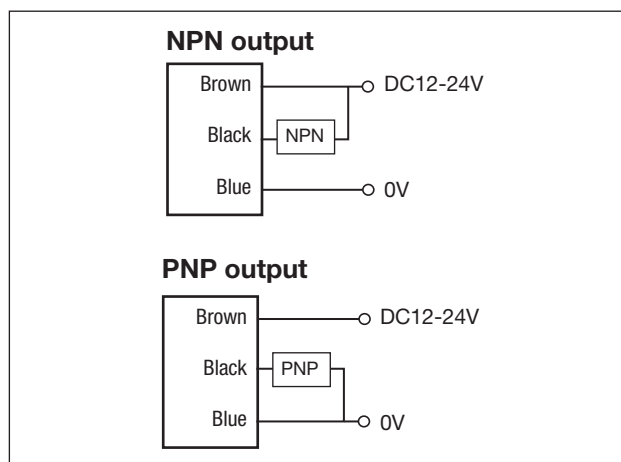 NPN output
Brown
DC12-24V
Black
NPN
Blue
0V
PNP output
Brown
DC12-24V
Black
PNP
Blue
0V